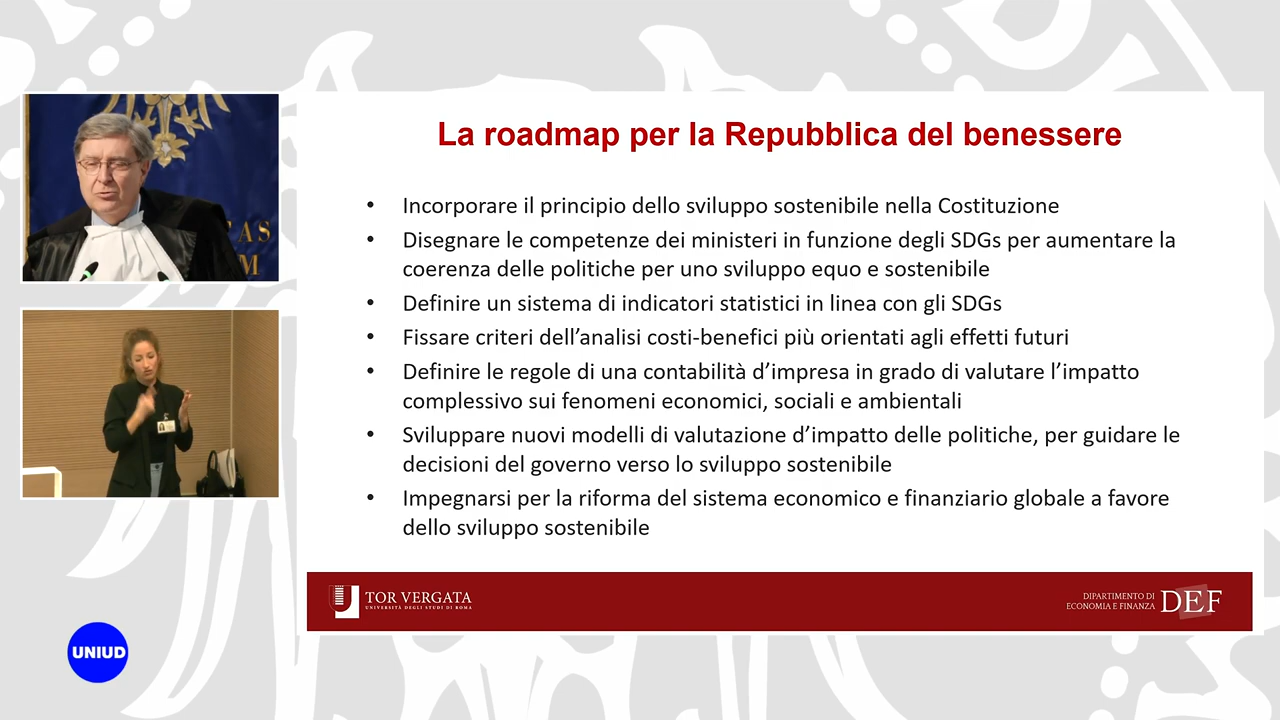 La roadmap per la Repubblica del benessere
• Incorporare il principio dello sviluppo sostenibile nella Costituzione
• Disegnare le competenze dei ministeri in funzione degli SDGs per aumentare la
coerenza delle politiche per uno sviluppo equo e sostenibile
• Definire un sistema di indicatori statistici in linea con gli SDGs
• Fissare criteri dell’analisi costi-benefici più orientati agli effetti futuri
• Definire le regole di una contabilità d’impresa in grado di valutare l’impatto
complessivo sui fenomeni economici, sociali e ambientali
• Sviluppare nuovi modelli di valutazione d’impatto delle politiche, per guidare le
decisioni del governo verso lo sviluppo sostenibile
• Impegnarsi per la riforma del sistema economico e finanziario globale a favore
dello sviluppo sostenibile
TOR VERGATA
UNIVERSITÀ DEGLI STUDI DI ROMA
DIPARTIMENTO DI
ECONOMIA E FINANZA
DEF
UNIUD